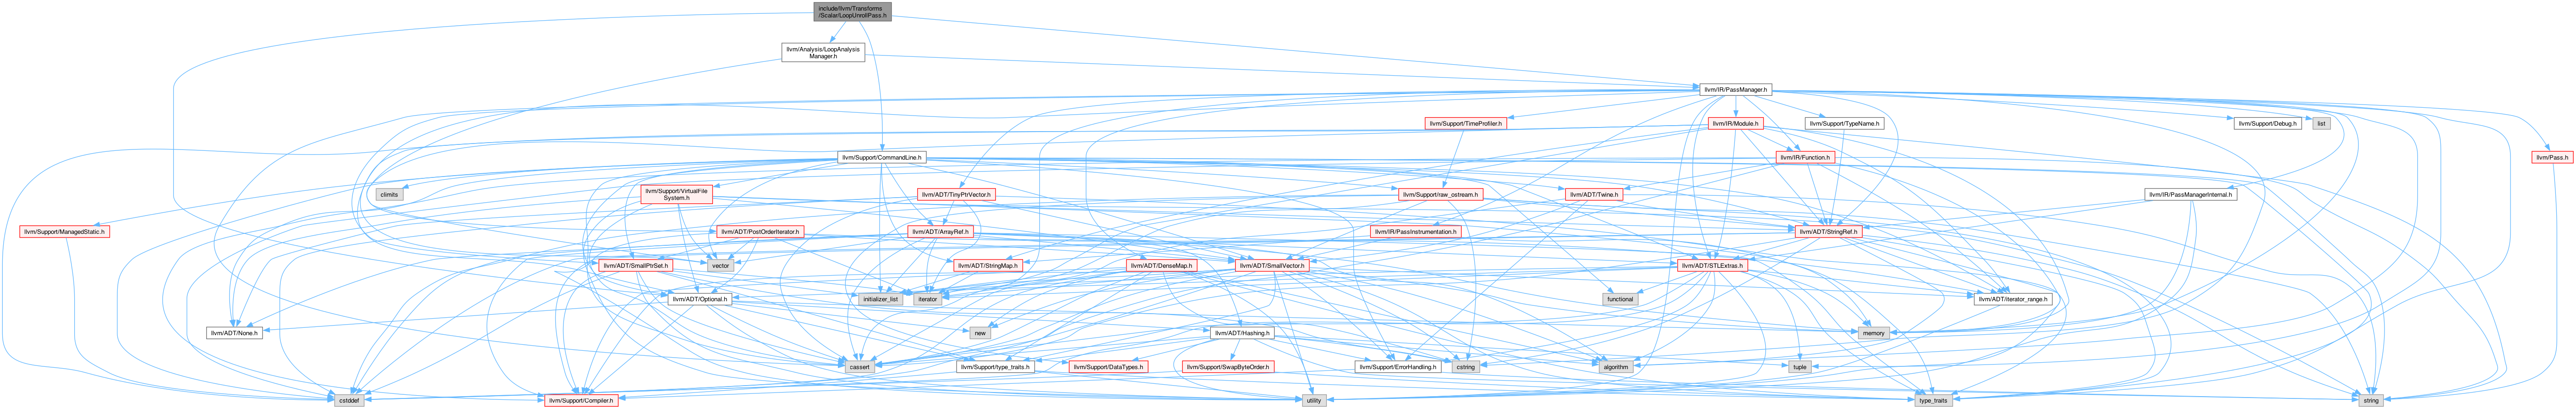 include/llvm/Transforms
/Scalar/LoopUnrollPass.h
llvm/Analysis/LoopAnalysis
Manager.h
llvm/IR/PassManager.h
llvm/Support/TimeProfiler.h
llvm/IR/Module.h
llvm/Support/TypeName.h
llvm/Support/Debug.h
list
llvm/Support/CommandLine.h
llvm/IR/Function.h
llvm/Pass.h
climits
llvm/Support/VirtualFile
System.h
llvm/ADT/TinyPtrVector.h
llvm/Support/raw_ostream.h
llvm/ADT/Twine.h
llvm/IR/PassManagerInternal.h
llvm/Support/ManagedStatic.h
llvm/ADT/PostOrderIterator.h
llvm/ADT/ArrayRef.h
llvm/IR/PassInstrumentation.h
llvm/ADT/StringRef.h
llvm/ADT/SmallPtrSet.h
vector
llvm/ADT/StringMap.h
llvm/ADT/DenseMap.h
llvm/ADT/SmallVector.h
llvm/ADT/STLExtras.h
llvm/ADT/Optional.h
initializer_list
iterator
functional
llvm/ADT/iterator_range.h
llvm/ADT/None.h
new
llvm/ADT/Hashing.h
memory
cassert
llvm/Support/type_traits.h
llvm/Support/DataTypes.h
llvm/Support/SwapByteOrder.h
llvm/Support/ErrorHandling.h
cstring
algorithm
tuple
cstddef
llvm/Support/Compiler.h
utility
type_traits
string